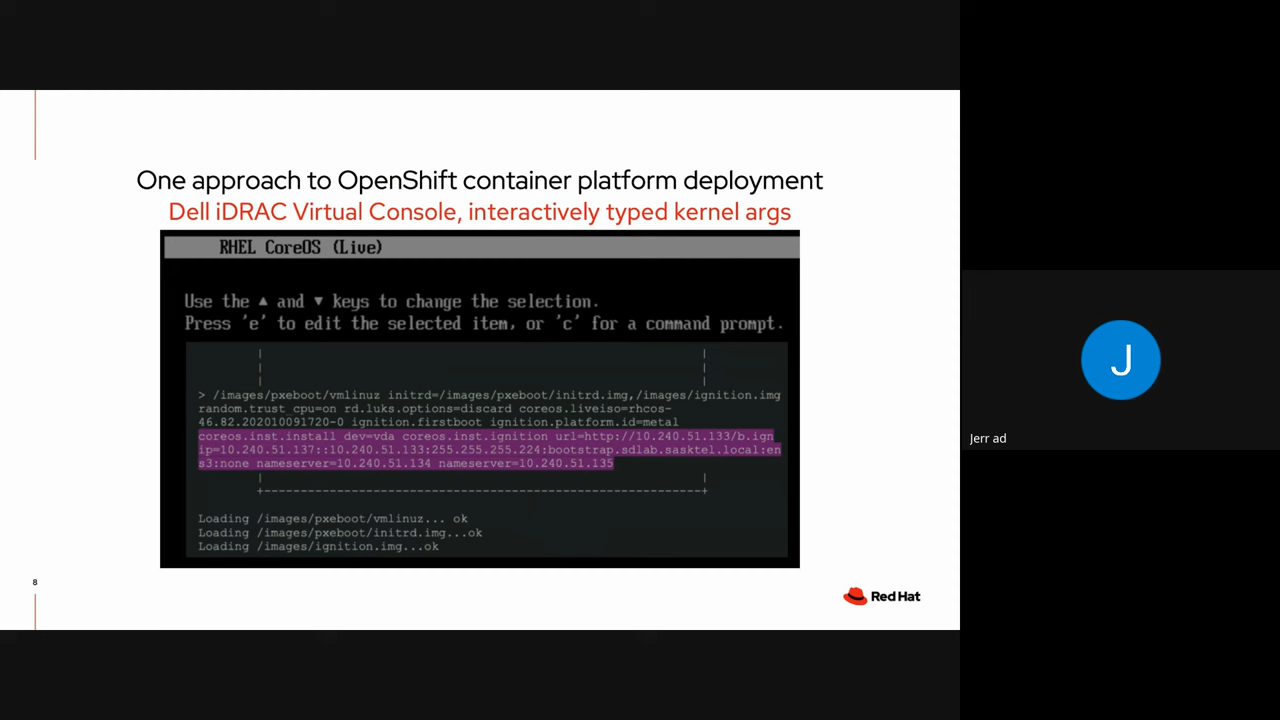 One approach to OpenShift container platform deployment
Dell iDRAC Virtual Console, interactively typed kernel args
RHEL CoreOS (Live)
Use the ▲ and ▼ keys to change the selection.
Press 'e' to edit the selected item, or 'c' for a command prompt.
> /images/pxeboot/vmlinuz initrd=/images/pxeboot/initrd.img,/images/ignition.img
random.trust_cpu=on rd.luks.options=discard coreos.liveiso=rhcos-
46.82.202010091720-0 ignition.firstboot ignition.platform.id=metal
coreos.inst.install dev=vda coreos.inst.ignition url=http://10.240.51.133/b.ign
ip=10.240.51.137::10.240.51.133:255.255.255.224:bootstrap.sdlab.sasktel.local:en
s3:none nameserver=10.240.51.134 nameserver=10.240.51.135
Loading /images/pxeboot/vmlinuz... ok
Loading /images/pxeboot/initrd.img...ok
Loading /images/ignition.img...ok
8
Red Hat
J
Jerr ad